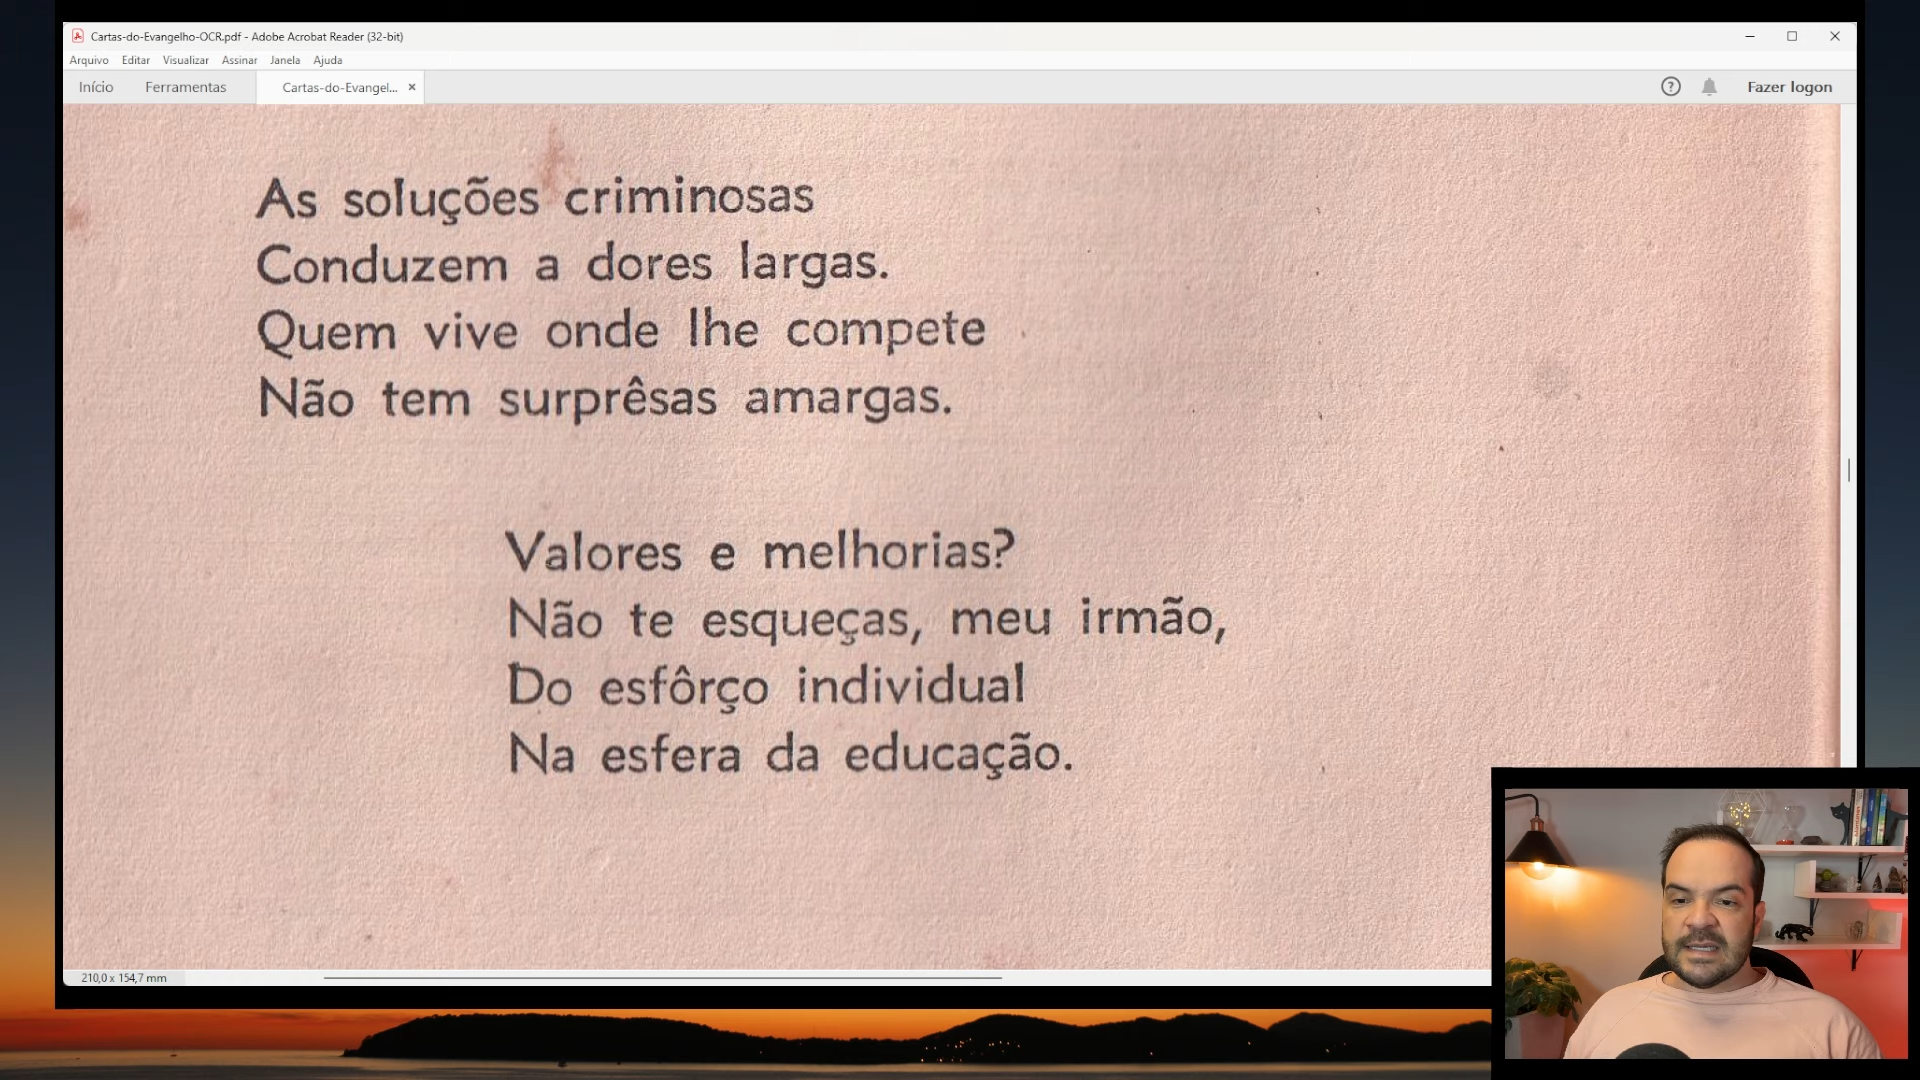 Cartas-do-Evangelho-OCR.pdf - Adobe Acrobat Reader (32-bit)
Arquivo Editar Visualizar Assinar Janela Ajuda
Início Ferramentas Cartas-do-Evangel... Fazer logon
As soluções criminosas
Conduzem a dores largas.
Quem vive onde lhe compete
Não tem surprêsas amargas.
Valores e melhorias?
Não te esqueças, meu irmão,
Do esfôrço individual
Na esfera da educação.
210,0 x 154,7 mm